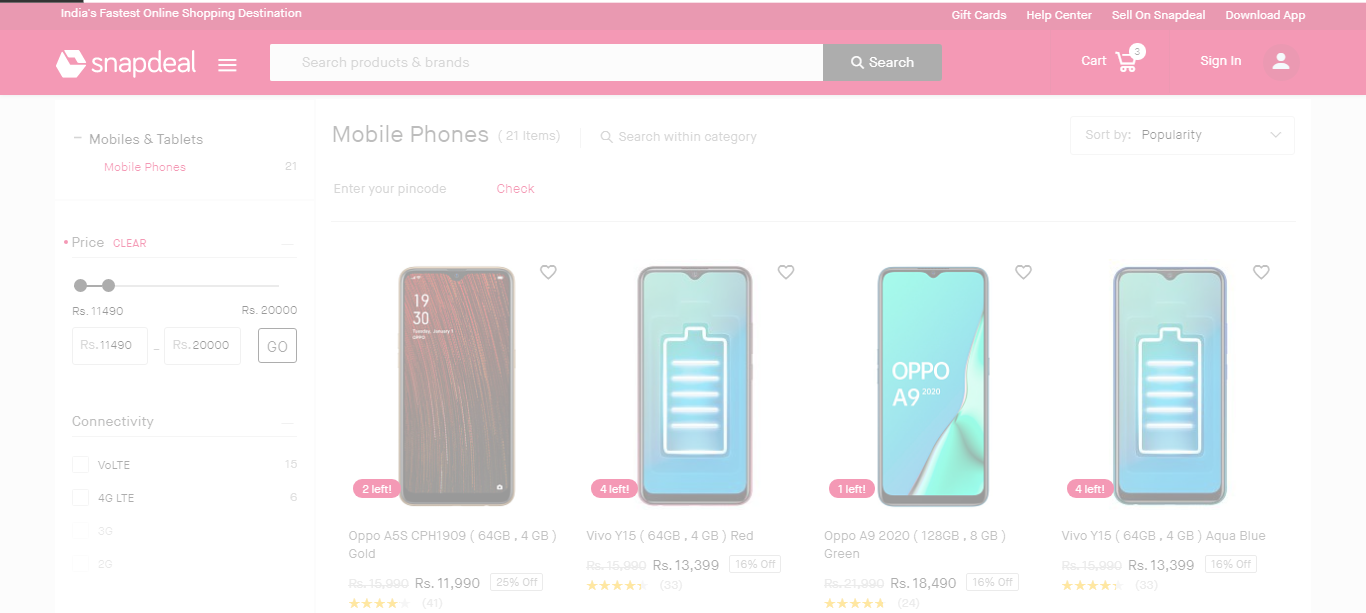 India's Fastest Online Shopping Destination
Gift Cards Help Center Sell On Snapdeal Download App
snapdeal
Search products & brands
Search
Cart 3
Sign In
Mobiles & Tablets
Mobile Phones 21
Price CLEAR
Rs. 11490 Rs. 20000
Rs. 11490 - Rs. 20000 GO
Connectivity
VoLTE 15
4G LTE 6
3G
2G
Mobile Phones ( 21 Items) Search within category
Sort by: Popularity
Enter your pincode Check
19
30
Tuesday, January 1
2 left!
Oppo A5S CPH1909 ( 64GB , 4 GB )
Gold
Rs. 15,990 Rs. 11,990 25% Off
(41)
4 left!
Vivo Y15 ( 64GB , 4 GB ) Red
Rs. 15,990 Rs. 13,399 16% Off
(33)
OPPO
A9 2020
1 left!
Oppo A9 2020 ( 128GB , 8 GB )
Green
Rs. 21,990 Rs. 18,490 16% Off
(24)
4 left!
Vivo Y15 ( 64GB , 4 GB ) Aqua Blue
Rs. 15,990 Rs. 13,399 16% Off
(33)